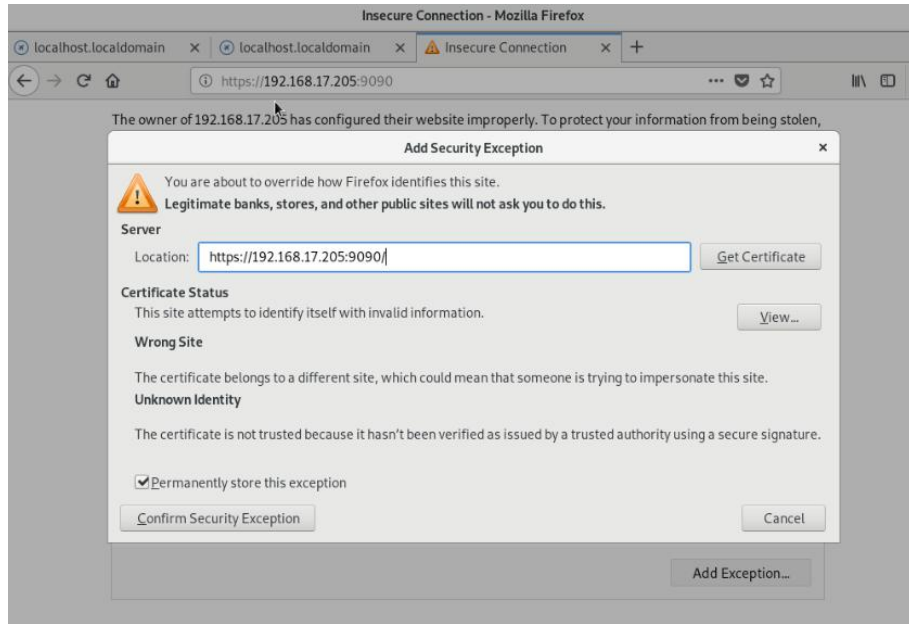 Insecure Connection - Mozilla Firefox
localhost.localdomain × localhost.localdomain × Insecure Connection × +
https://192.168.17.205:9090
The owner of 192.168.17.205 has configured their website improperly. To protect your information from being stolen,
Add Security Exception ×
You are about to override how Firefox identifies this site.
Legitimate banks, stores, and other public sites will not ask you to do this.
Server
Location: https://192.168.17.205:9090/ Get Certificate
Certificate Status
This site attempts to identify itself with invalid information. View...
Wrong Site
The certificate belongs to a different site, which could mean that someone is trying to impersonate this site.
Unknown Identity
The certificate is not trusted because it hasn't been verified as issued by a trusted authority using a secure signature.
Permanently store this exception
Confirm Security Exception Cancel
Add Exception...